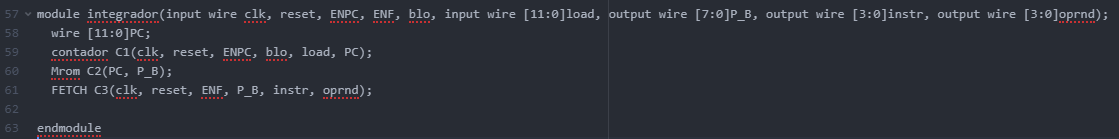 57 module integrador(input wire clk, reset, ENPC, ENF, blo, input wire [11:0]load, output wire [7:0]P_B, output wire [3:0]instr, output wire [3:0]oprnd);
58 wire [11:0]PC;
59 contador C1(clk, reset, ENPC, blo, load, PC);
60 Mrom C2(PC, P_B);
61 FETCH C3(clk, reset, ENF, P_B, instr, oprnd);
62
63 endmodule